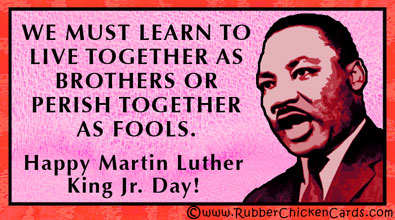 WE MUST LEARN TO
LIVE TOGETHER AS
BROTHERS OR
PERISH TOGETHER
AS FOOLS.
Happy Martin Luther
King Jr. Day!
©www.RubberChickenCards.com